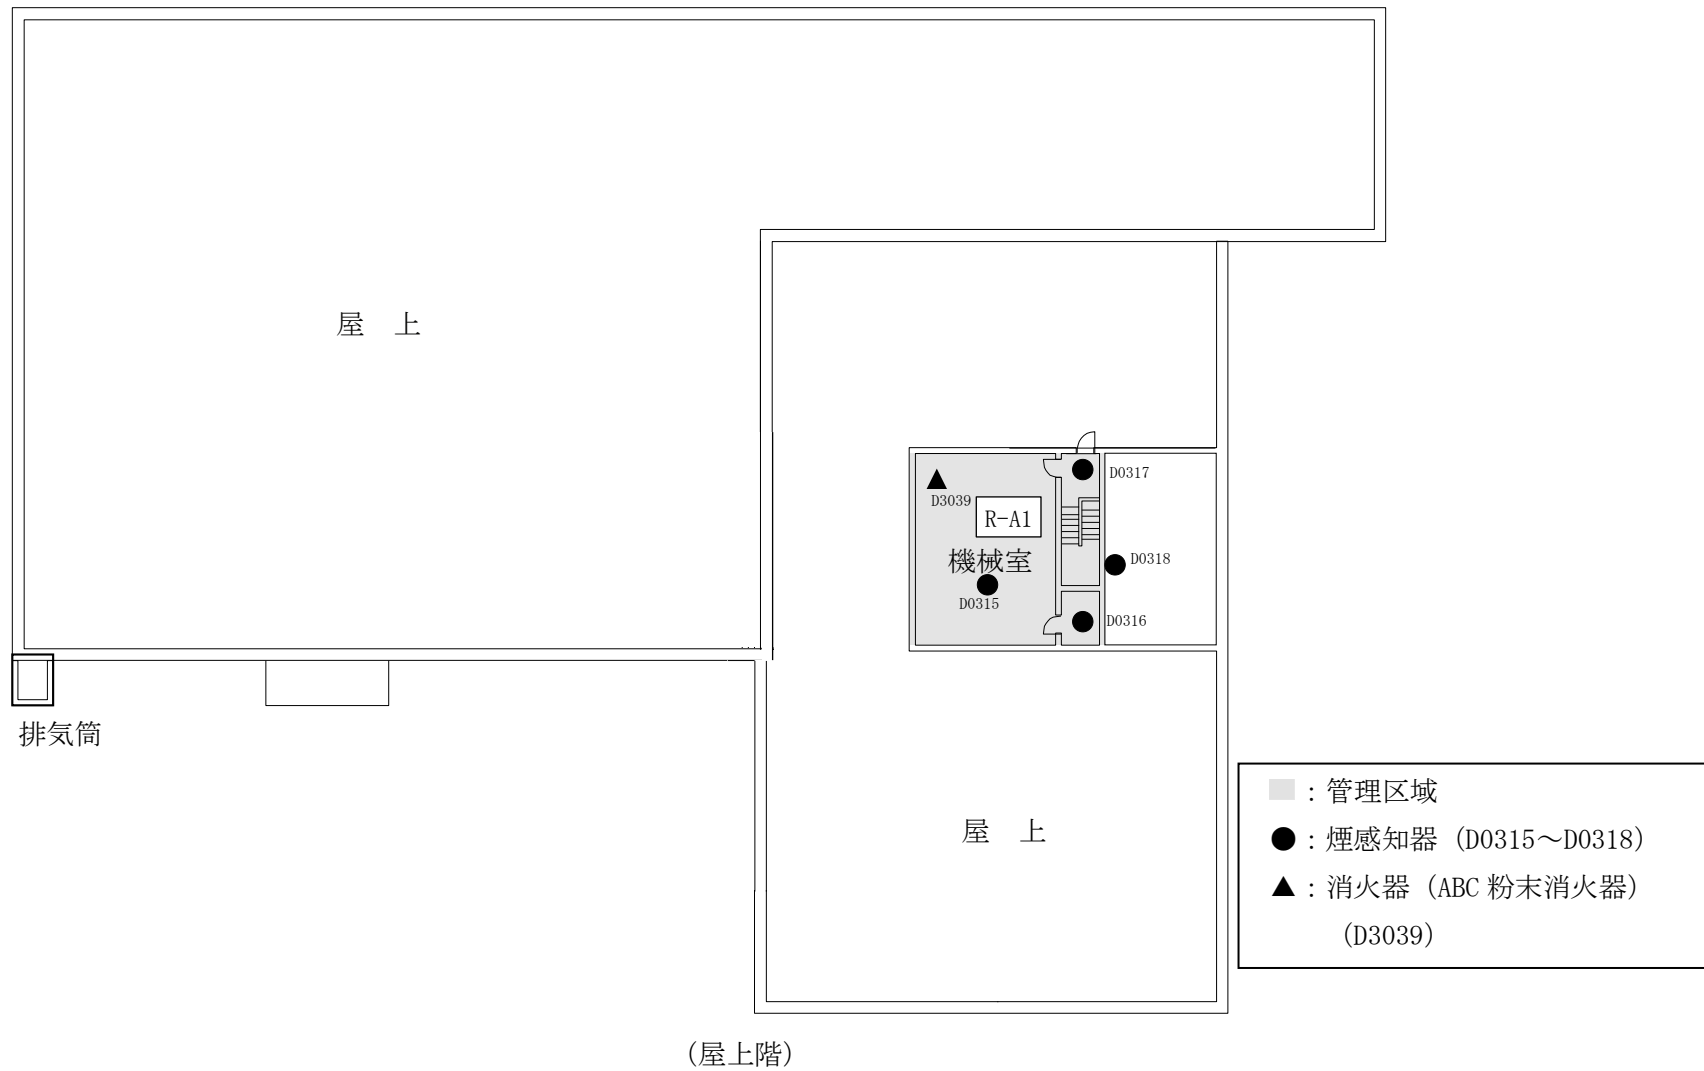 屋 上
D0317
D3039
R-A1
機械室
D0318
D0315
D0316
排気筒
屋 上
：管理区域
：煙感知器（D0315～D0318）
：消火器（ABC 粉末消火器）
（D3039）
（屋上階）